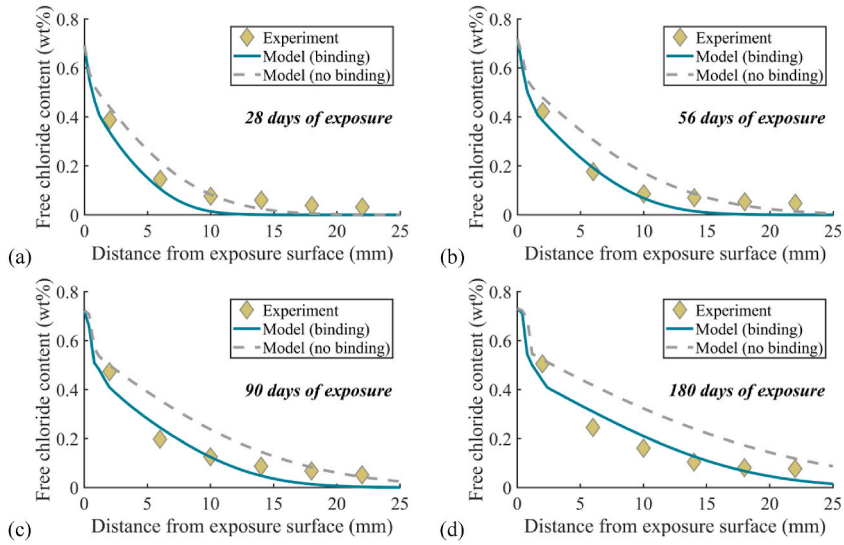 0.8
0.6
0.4
0.2
0
Free chloride content (wt%)
Experiment
Model (binding)
Model (no binding)
28 days of exposure
0 5 10 15 20 25
Distance from exposure surface (mm)
(a)
0.8
0.6
0.4
0.2
0
Free chloride content (wt%)
Experiment
Model (binding)
Model (no binding)
56 days of exposure
0 5 10 15 20 25
Distance from exposure surface (mm)
(b)
0.8
0.6
0.4
0.2
0
Free chloride content (wt%)
Experiment
Model (binding)
Model (no binding)
90 days of exposure
0 5 10 15 20 25
Distance from exposure surface (mm)
(c)
0.8
0.6
0.4
0.2
0
Free chloride content (wt%)
Experiment
Model (binding)
Model (no binding)
180 days of exposure
0 5 10 15 20 25
Distance from exposure surface (mm)
(d)